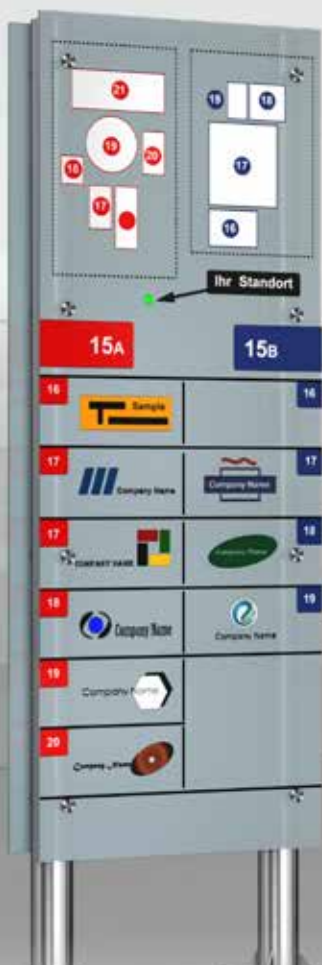 21
19
18
20
19
18
17
17
16
Ihr Standort
15A
15B
16
Sample
16
17
Company Name
Company Name
17
17
COMPANY NAME
Company Name
18
18
Company Name
Company Name
19
19
Company Name
20
Company Name